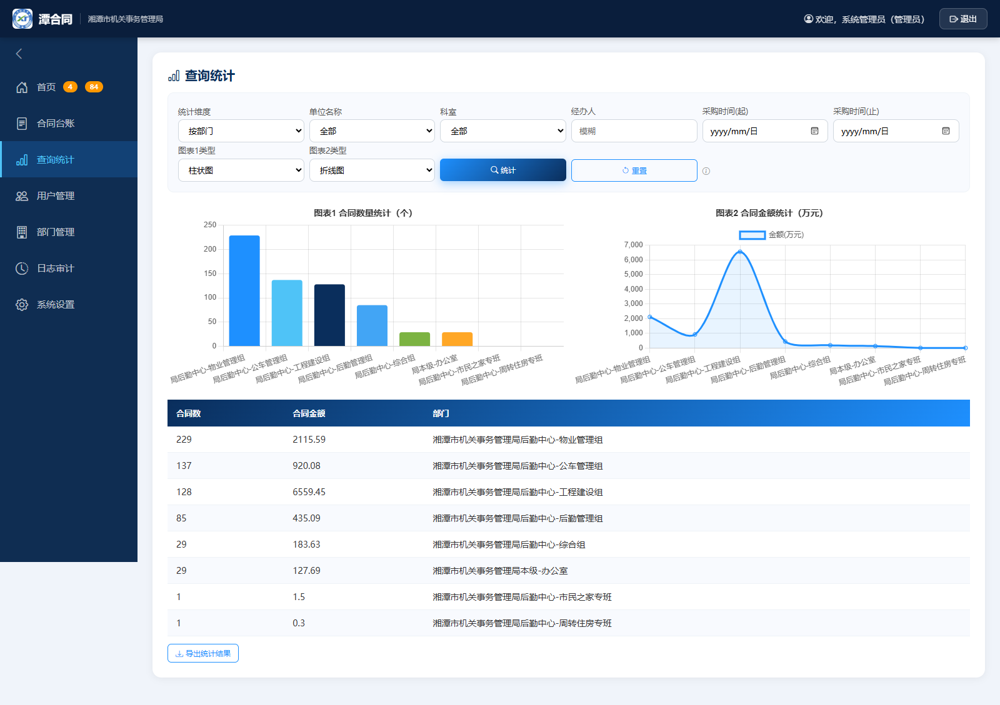 潭合同
湘潭市机关事务管理局
欢迎，系统管理员（管理员）
退出
首页 4 84
合同台账
查询统计
用户管理
部门管理
日志审计
系统设置
查询统计
统计维度 单位名称 科室 经办人 采购时间(起) 采购时间(止)
按部门 全部 全部 模糊 yyyy/mm/日 yyyy/mm/日
图表1类型 图表2类型
柱状图 折线图 统计 重置
图表1 合同数量统计（个）
250
200
150
100
50
0
局后勤中心-物业管理组
局后勤中心-公车管理组
局后勤中心-工程建设组
局后勤中心-后勤管理组
局后勤中心-综合组
局本级-办公室
局后勤中心-市民之家专班
局后勤中心-周转住房专班
图表2 合同金额统计（万元）
金额(万元)
7,000
6,000
5,000
4,000
3,000
2,000
1,000
0
局后勤中心-物业管理组
局后勤中心-公车管理组
局后勤中心-工程建设组
局后勤中心-后勤管理组
局后勤中心-综合组
局本级-办公室
局后勤中心-市民之家专班
局后勤中心-周转住房专班
合同数 合同金额 部门
229 2115.59 湘潭市机关事务管理局后勤中心-物业管理组
137 920.08 湘潭市机关事务管理局后勤中心-公车管理组
128 6559.45 湘潭市机关事务管理局后勤中心-工程建设组
85 435.09 湘潭市机关事务管理局后勤中心-后勤管理组
29 183.63 湘潭市机关事务管理局后勤中心-综合组
29 127.69 湘潭市机关事务管理局本级-办公室
1 1.5 湘潭市机关事务管理局后勤中心-市民之家专班
1 0.3 湘潭市机关事务管理局后勤中心-周转住房专班
导出统计结果